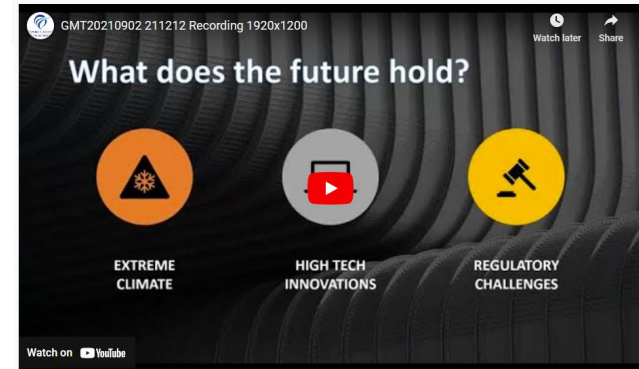 GMT20210902 211212 Recording 1920x1200
Watch later
Share
What does the future hold?
EXTREME
CLIMATE
HIGH TECH
INNOVATIONS
REGULATORY
CHALLENGES
Watch on YouTube